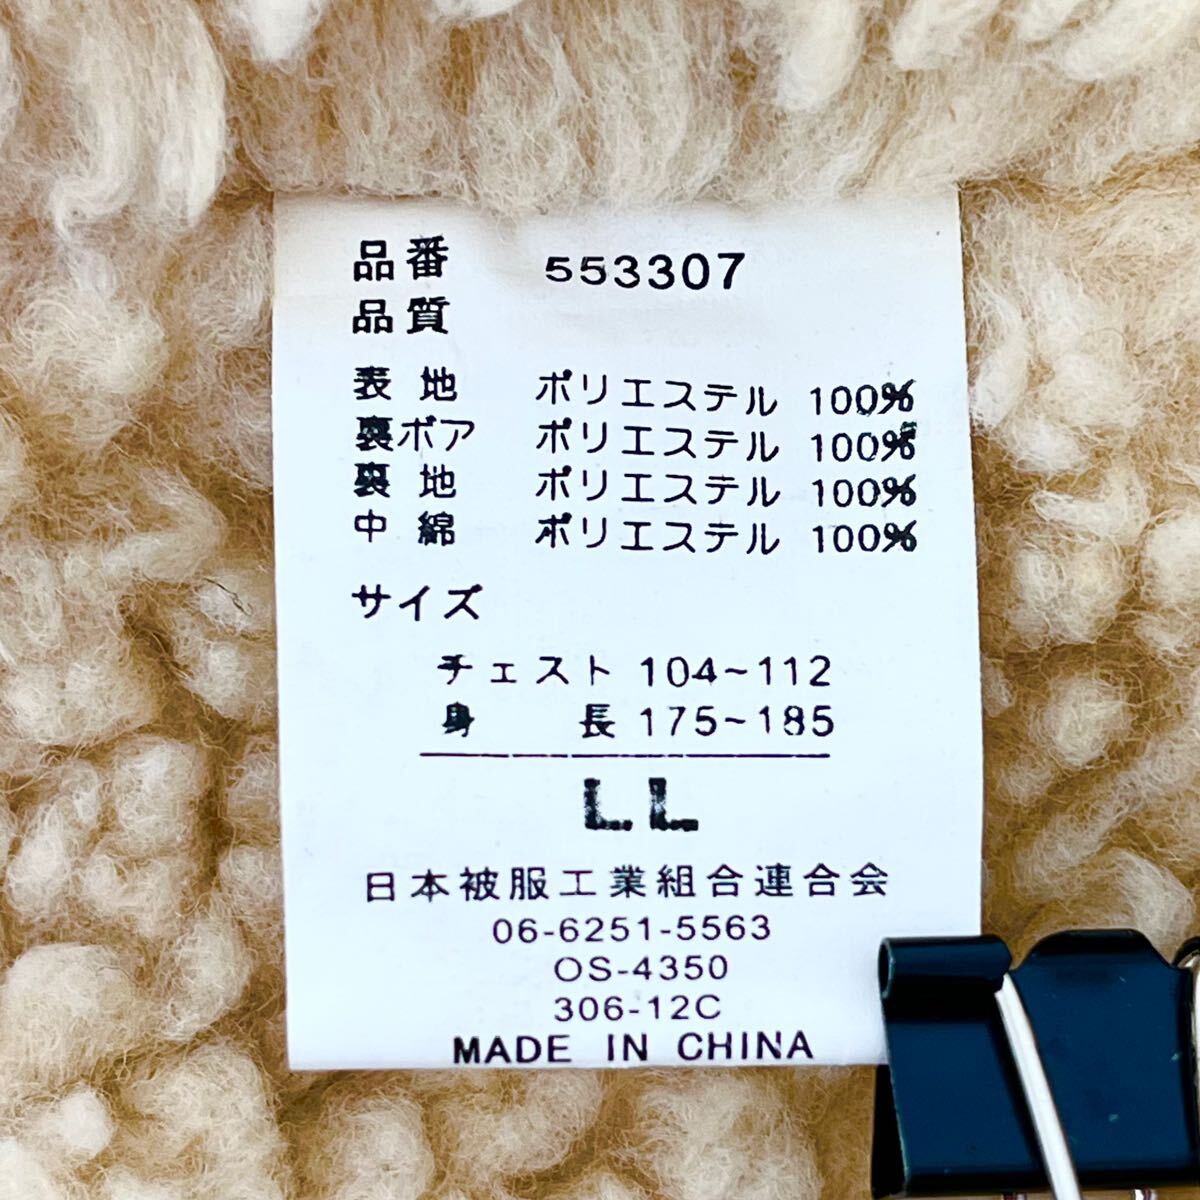 品番 553307
品質
表地 ポリエステル 100%
裏ボア ポリエステル 100%
裏地 ポリエステル 100%
中綿 ポリエステル 100%
サイズ
チェスト 104~112
身長 175~185
LL
日本被服工業組合連合会
06-6251-5563
OS-4350
306-12C
MADE IN CHINA